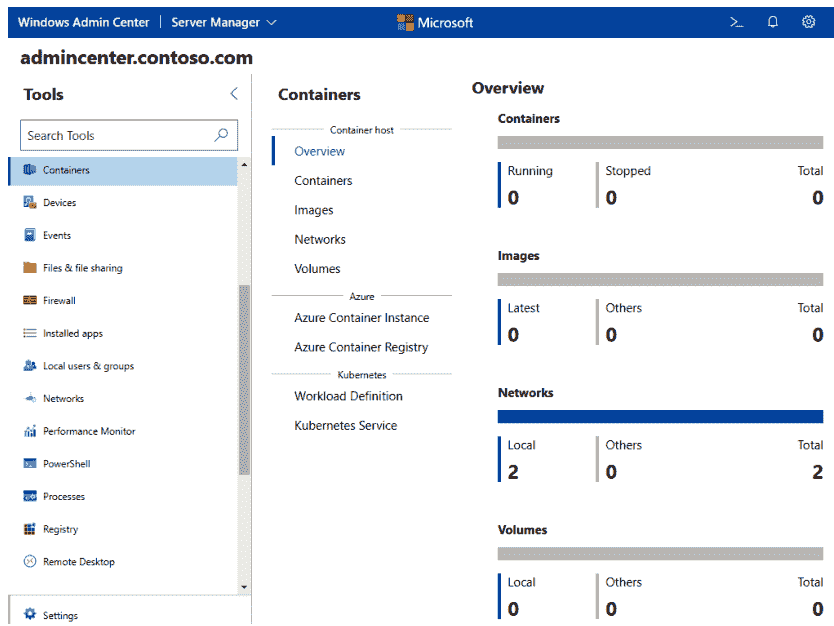 Windows Admin Center | Server Manager
Microsoft
admincenter.contoso.com
Tools
Search Tools
Containers
Devices
Events
Files & file sharing
Firewall
Installed apps
Local users & groups
Networks
Performance Monitor
PowerShell
Processes
Registry
Remote Desktop
Settings
Containers
Container host
Overview
Containers
Images
Networks
Volumes
Azure
Azure Container Instance
Azure Container Registry
Kubernetes
Workload Definition
Kubernetes Service
Overview
Containers
Running Stopped Total
0 0 0
Images
Latest Others Total
0 0 0
Networks
Local Others Total
2 0 2
Volumes
Local Others Total
0 0 0